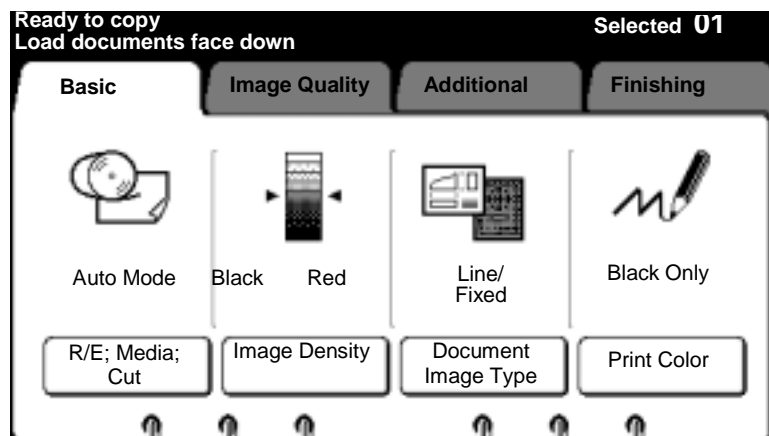 Ready to copy
Load documents face down
Selected 01
Basic
Image Quality
Additional
Finishing
Auto Mode
Black Red
Line/
Fixed
Black Only
R/E; Media;
Cut
Image Density
Document
Image Type
Print Color